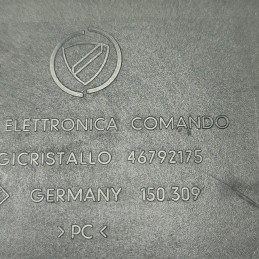 ELETTRONICA COMANDO
GICRISTALLO 46792175
GERMANY 150.309
>PC<